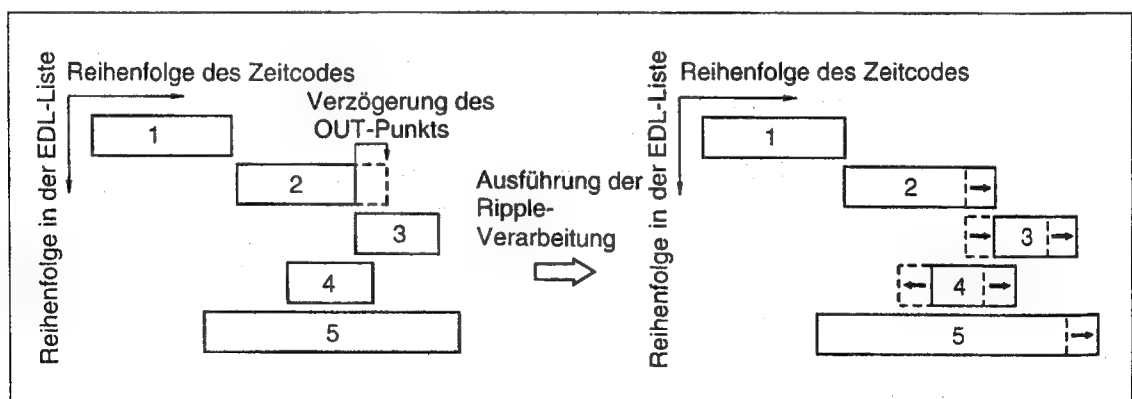 Reihenfolge des Zeitcodes
Reihenfolge in der EDL-Liste
Verzögerung des
OUT-Punkts
1
2
3
4
5
Ausführung der
Ripple-
Verarbeitung
Reihenfolge des Zeitcodes
Reihenfolge in der EDL-Liste
1
2
3
4
5